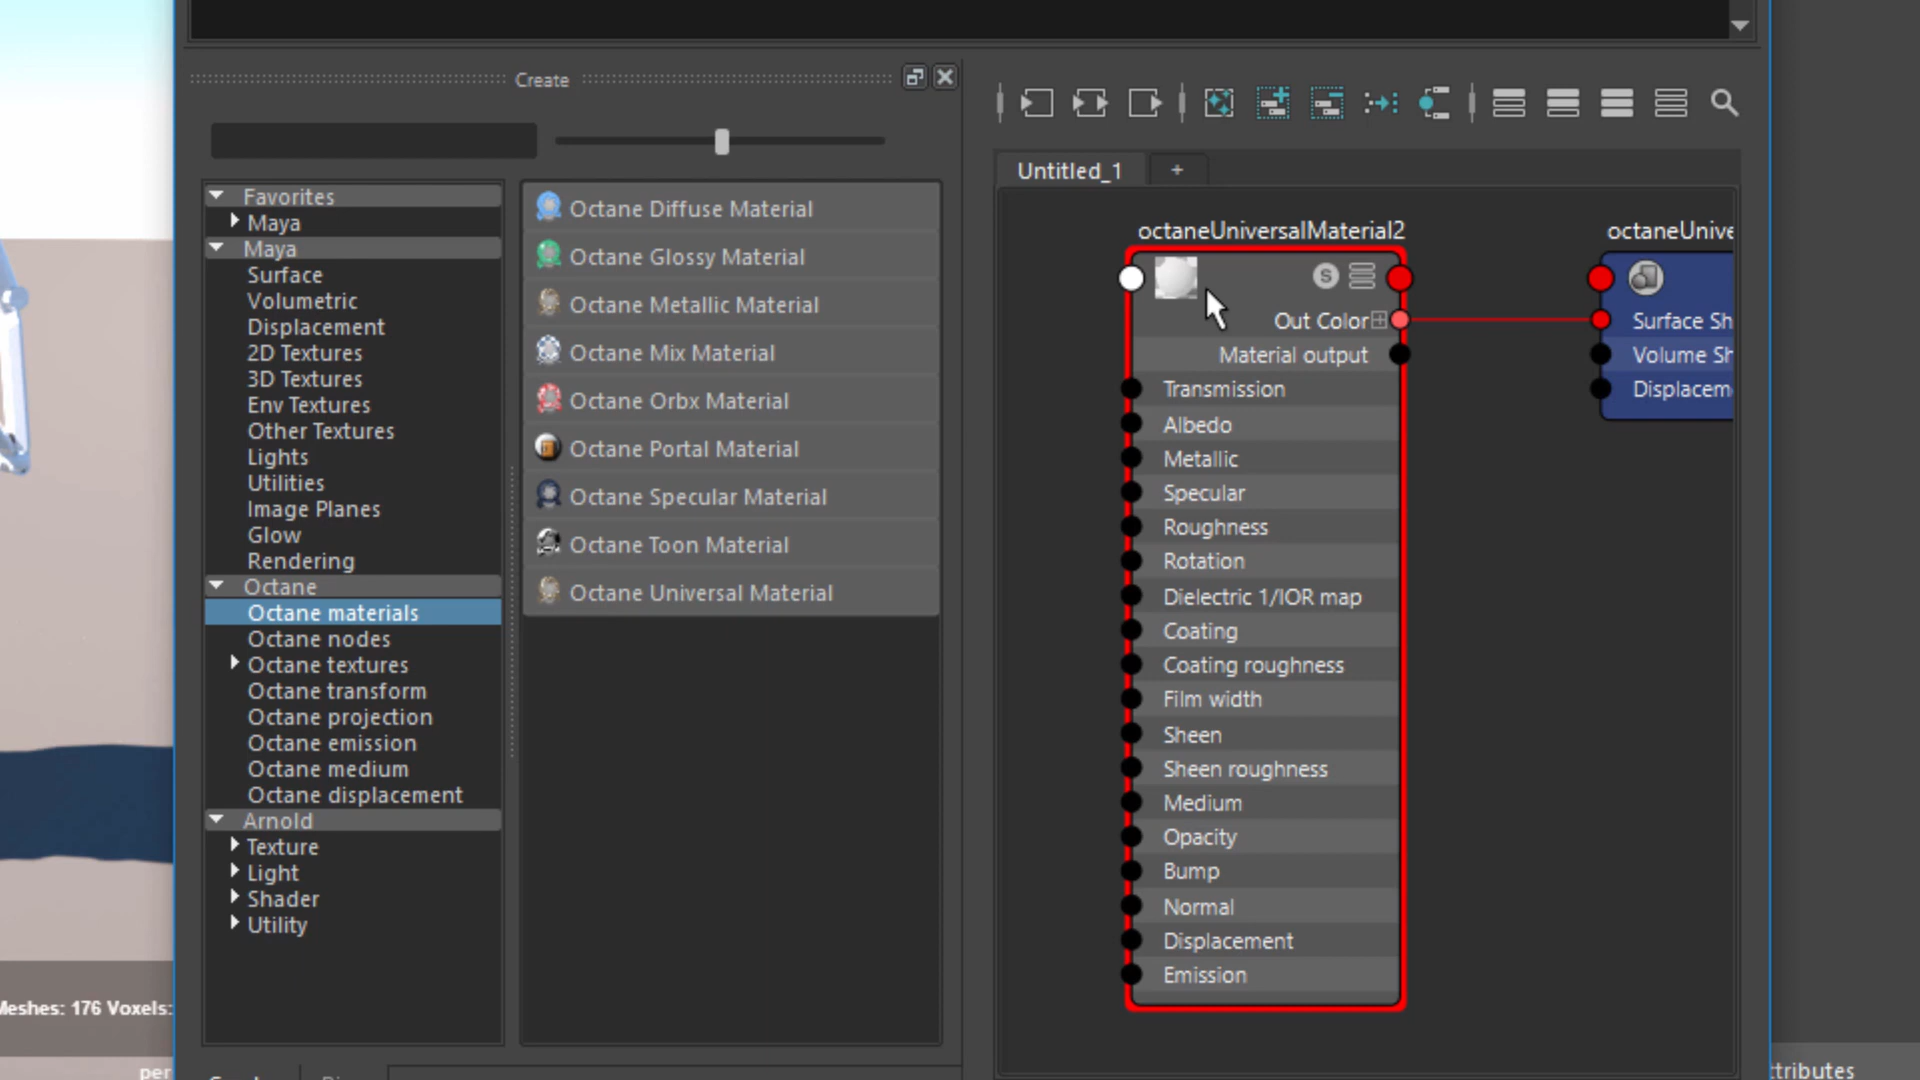 Create
Favorites
Maya
Maya
Surface
Volumetric
Displacement
2D Textures
3D Textures
Env Textures
Other Textures
Lights
Utilities
Image Planes
Glow
Rendering
Octane
Octane materials
Octane nodes
Octane textures
Octane transform
Octane projection
Octane emission
Octane medium
Octane displacement
Arnold
Texture
Light
Shader
Utility
Octane Diffuse Material
Octane Glossy Material
Octane Metallic Material
Octane Mix Material
Octane Orbx Material
Octane Portal Material
Octane Specular Material
Octane Toon Material
Octane Universal Material
Untitled_1
+
octaneUniversalMaterial2
S
Out Color
Material output
Transmission
Albedo
Metallic
Specular
Roughness
Rotation
Dielectric 1/IOR map
Coating
Coating roughness
Film width
Sheen
Sheen roughness
Medium
Opacity
Bump
Normal
Displacement
Emission
octaneUnive
Surface Sh
Volume Sh
Displacem
Meshes: 176 Voxels:
per
ttributes